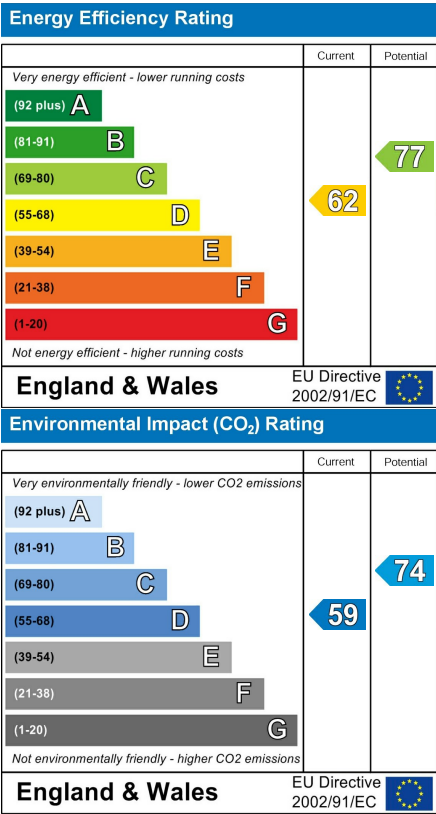 Energy Efficiency Rating
Current Potential
Very energy efficient - lower running costs
(92 plus) A
(81-91) B
(69-80) C
(55-68) D
(39-54) E
(21-38) F
(1-20) G
62
77
Not energy efficient - higher running costs
England & Wales
EU Directive
2002/91/EC
Environmental Impact (CO₂) Rating
Current Potential
Very environmentally friendly - lower CO2 emissions
(92 plus) A
(81-91) B
(69-80) C
(55-68) D
(39-54) E
(21-38) F
(1-20) G
59
74
Not environmentally friendly - higher CO2 emissions
England & Wales
EU Directive
2002/91/EC